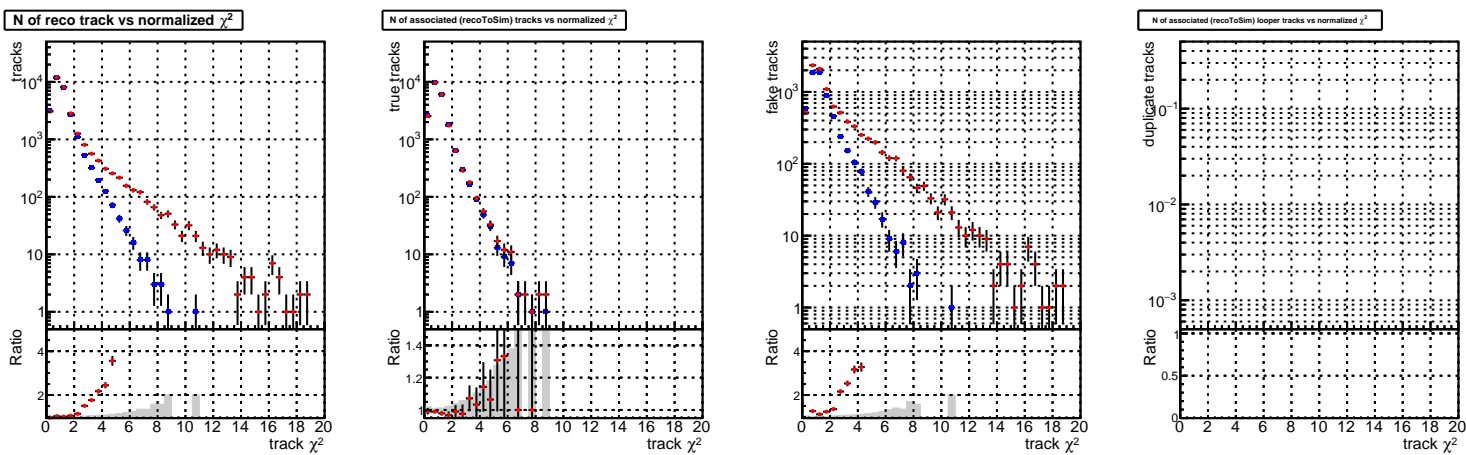 N of reco track vs normalized χ²
tracks
10⁴
10³
10²
10
1
Ratio
4
2
0 2 4 6 8 10 12 14 16 18 20
track χ²
N of associated (recoToSim) tracks vs normalized χ²
true tracks
10⁴
10³
10²
10
1
Ratio
1.4
1.2
0 2 4 6 8 10 12 14 16 18 20
track χ²
fake tracks
10³
10²
10
1
Ratio
4
2
0 2 4 6 8 10 12 14 16 18 20
track χ²
N of associated (recoToSim) looper tracks vs normalized χ²
duplicate tracks
10⁻¹
10⁻²
10⁻³
Ratio
1
0.5
0
0 2 4 6 8 10 12 14 16 18 20
track χ²